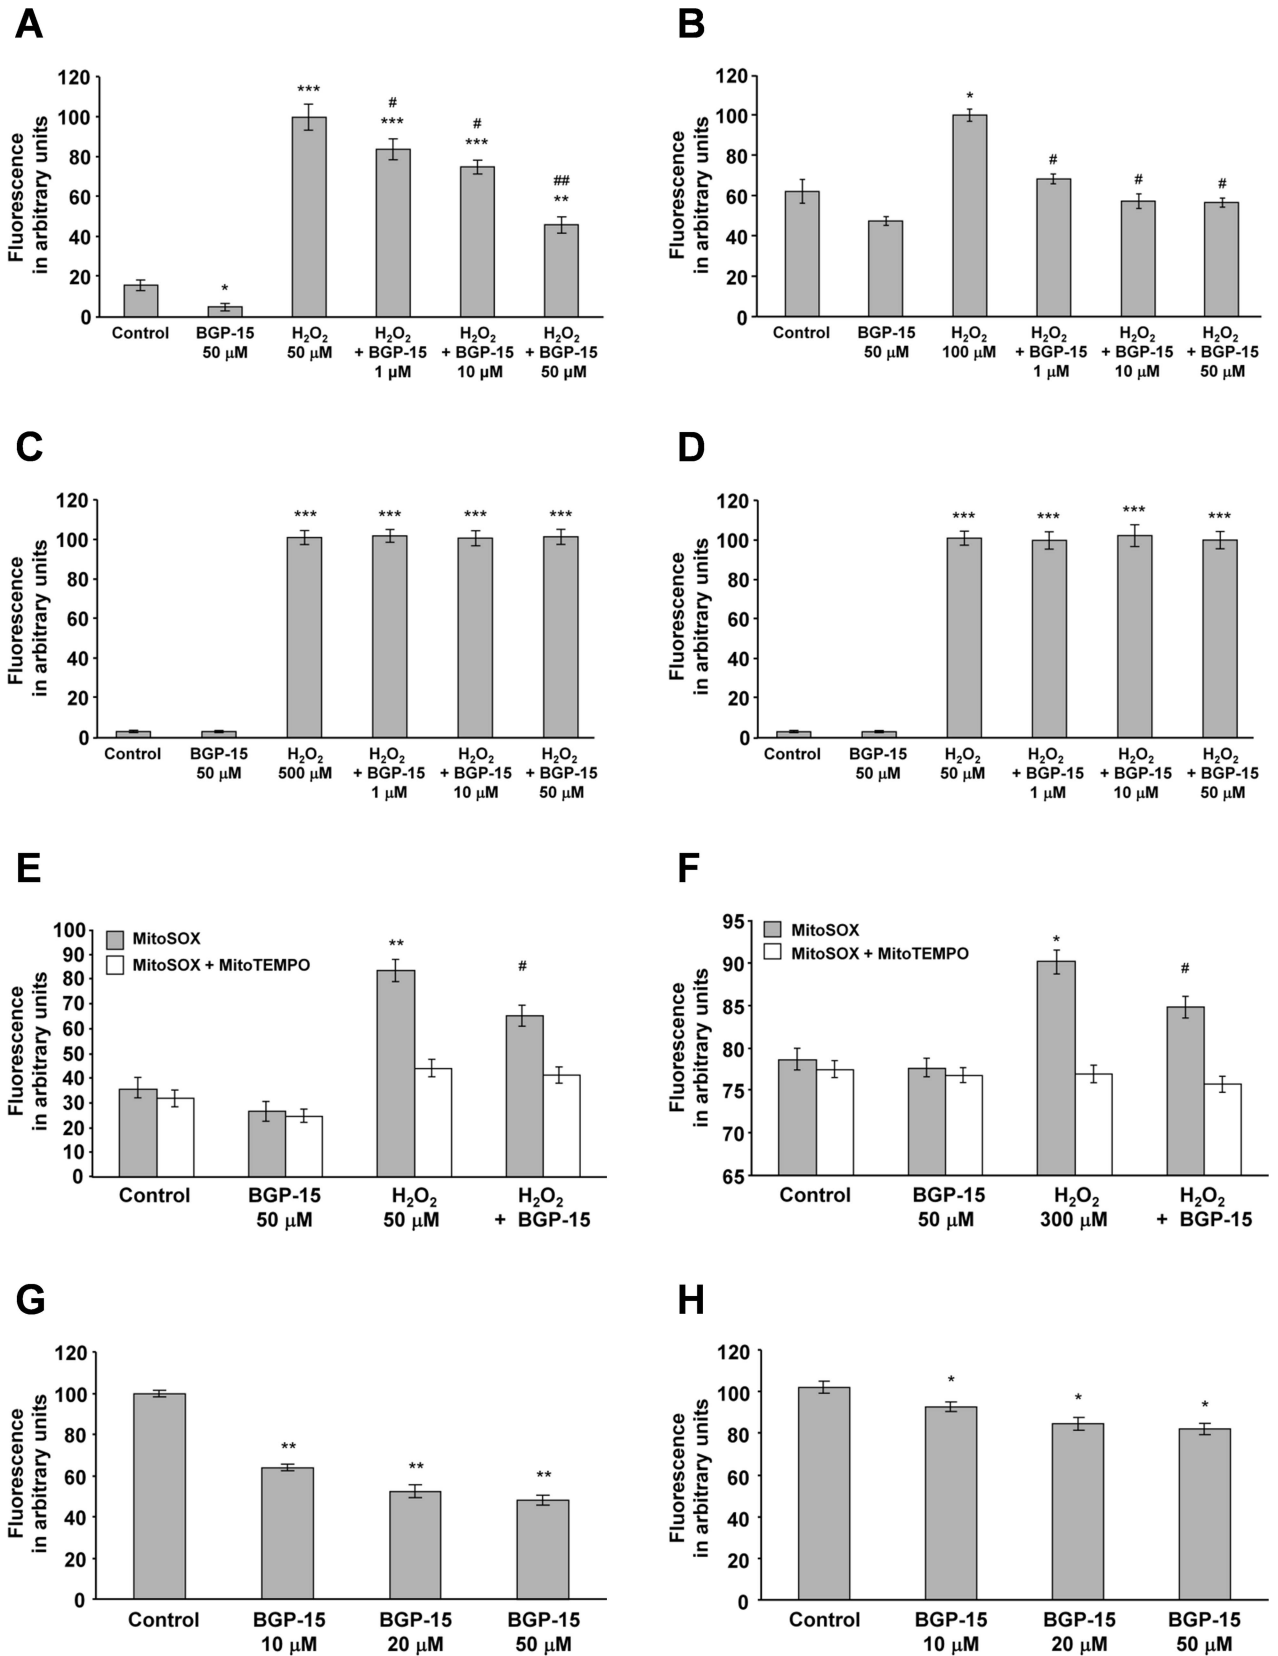 A
Fluorescence
in arbitrary units
120
100
80
60
40
20
0
*
***
#
***
#
***
##
**
Control
BGP-15
50 μM
H₂O₂
50 μM
H₂O₂
+ BGP-15
1 μM
H₂O₂
+ BGP-15
10 μM
H₂O₂
+ BGP-15
50 μM
B
Fluorescence
in arbitrary units
120
100
80
60
40
20
0
*
#
#
#
Control
BGP-15
50 μM
H₂O₂
100 μM
H₂O₂
+ BGP-15
1 μM
H₂O₂
+ BGP-15
10 μM
H₂O₂
+ BGP-15
50 μM
C
Fluorescence
in arbitrary units
120
100
80
60
40
20
0
***
***
***
***
Control
BGP-15
50 μM
H₂O₂
500 μM
H₂O₂
+ BGP-15
1 μM
H₂O₂
+ BGP-15
10 μM
H₂O₂
+ BGP-15
50 μM
D
Fluorescence
in arbitrary units
120
100
80
60
40
20
0
***
***
***
***
Control
BGP-15
50 μM
H₂O₂
50 μM
H₂O₂
+ BGP-15
1 μM
H₂O₂
+ BGP-15
10 μM
H₂O₂
+ BGP-15
50 μM
E
Fluorescence
in arbitrary units
100
90
80
70
60
50
40
30
20
10
0
MitoSOX
MitoSOX + MitoTEMPO
**
#
Control
BGP-15
50 μM
H₂O₂
50 μM
H₂O₂
+ BGP-15
F
Fluorescence
in arbitrary units
95
90
85
80
75
70
65
MitoSOX
MitoSOX + MitoTEMPO
*
#
Control
BGP-15
50 μM
H₂O₂
300 μM
H₂O₂
+ BGP-15
G
Fluorescence
in arbitrary units
120
100
80
60
40
20
0
**
**
**
Control
BGP-15
10 μM
BGP-15
20 μM
BGP-15
50 μM
H
Fluorescence
in arbitrary units
120
100
80
60
40
20
0
*
*
*
Control
BGP-15
10 μM
BGP-15
20 μM
BGP-15
50 μM